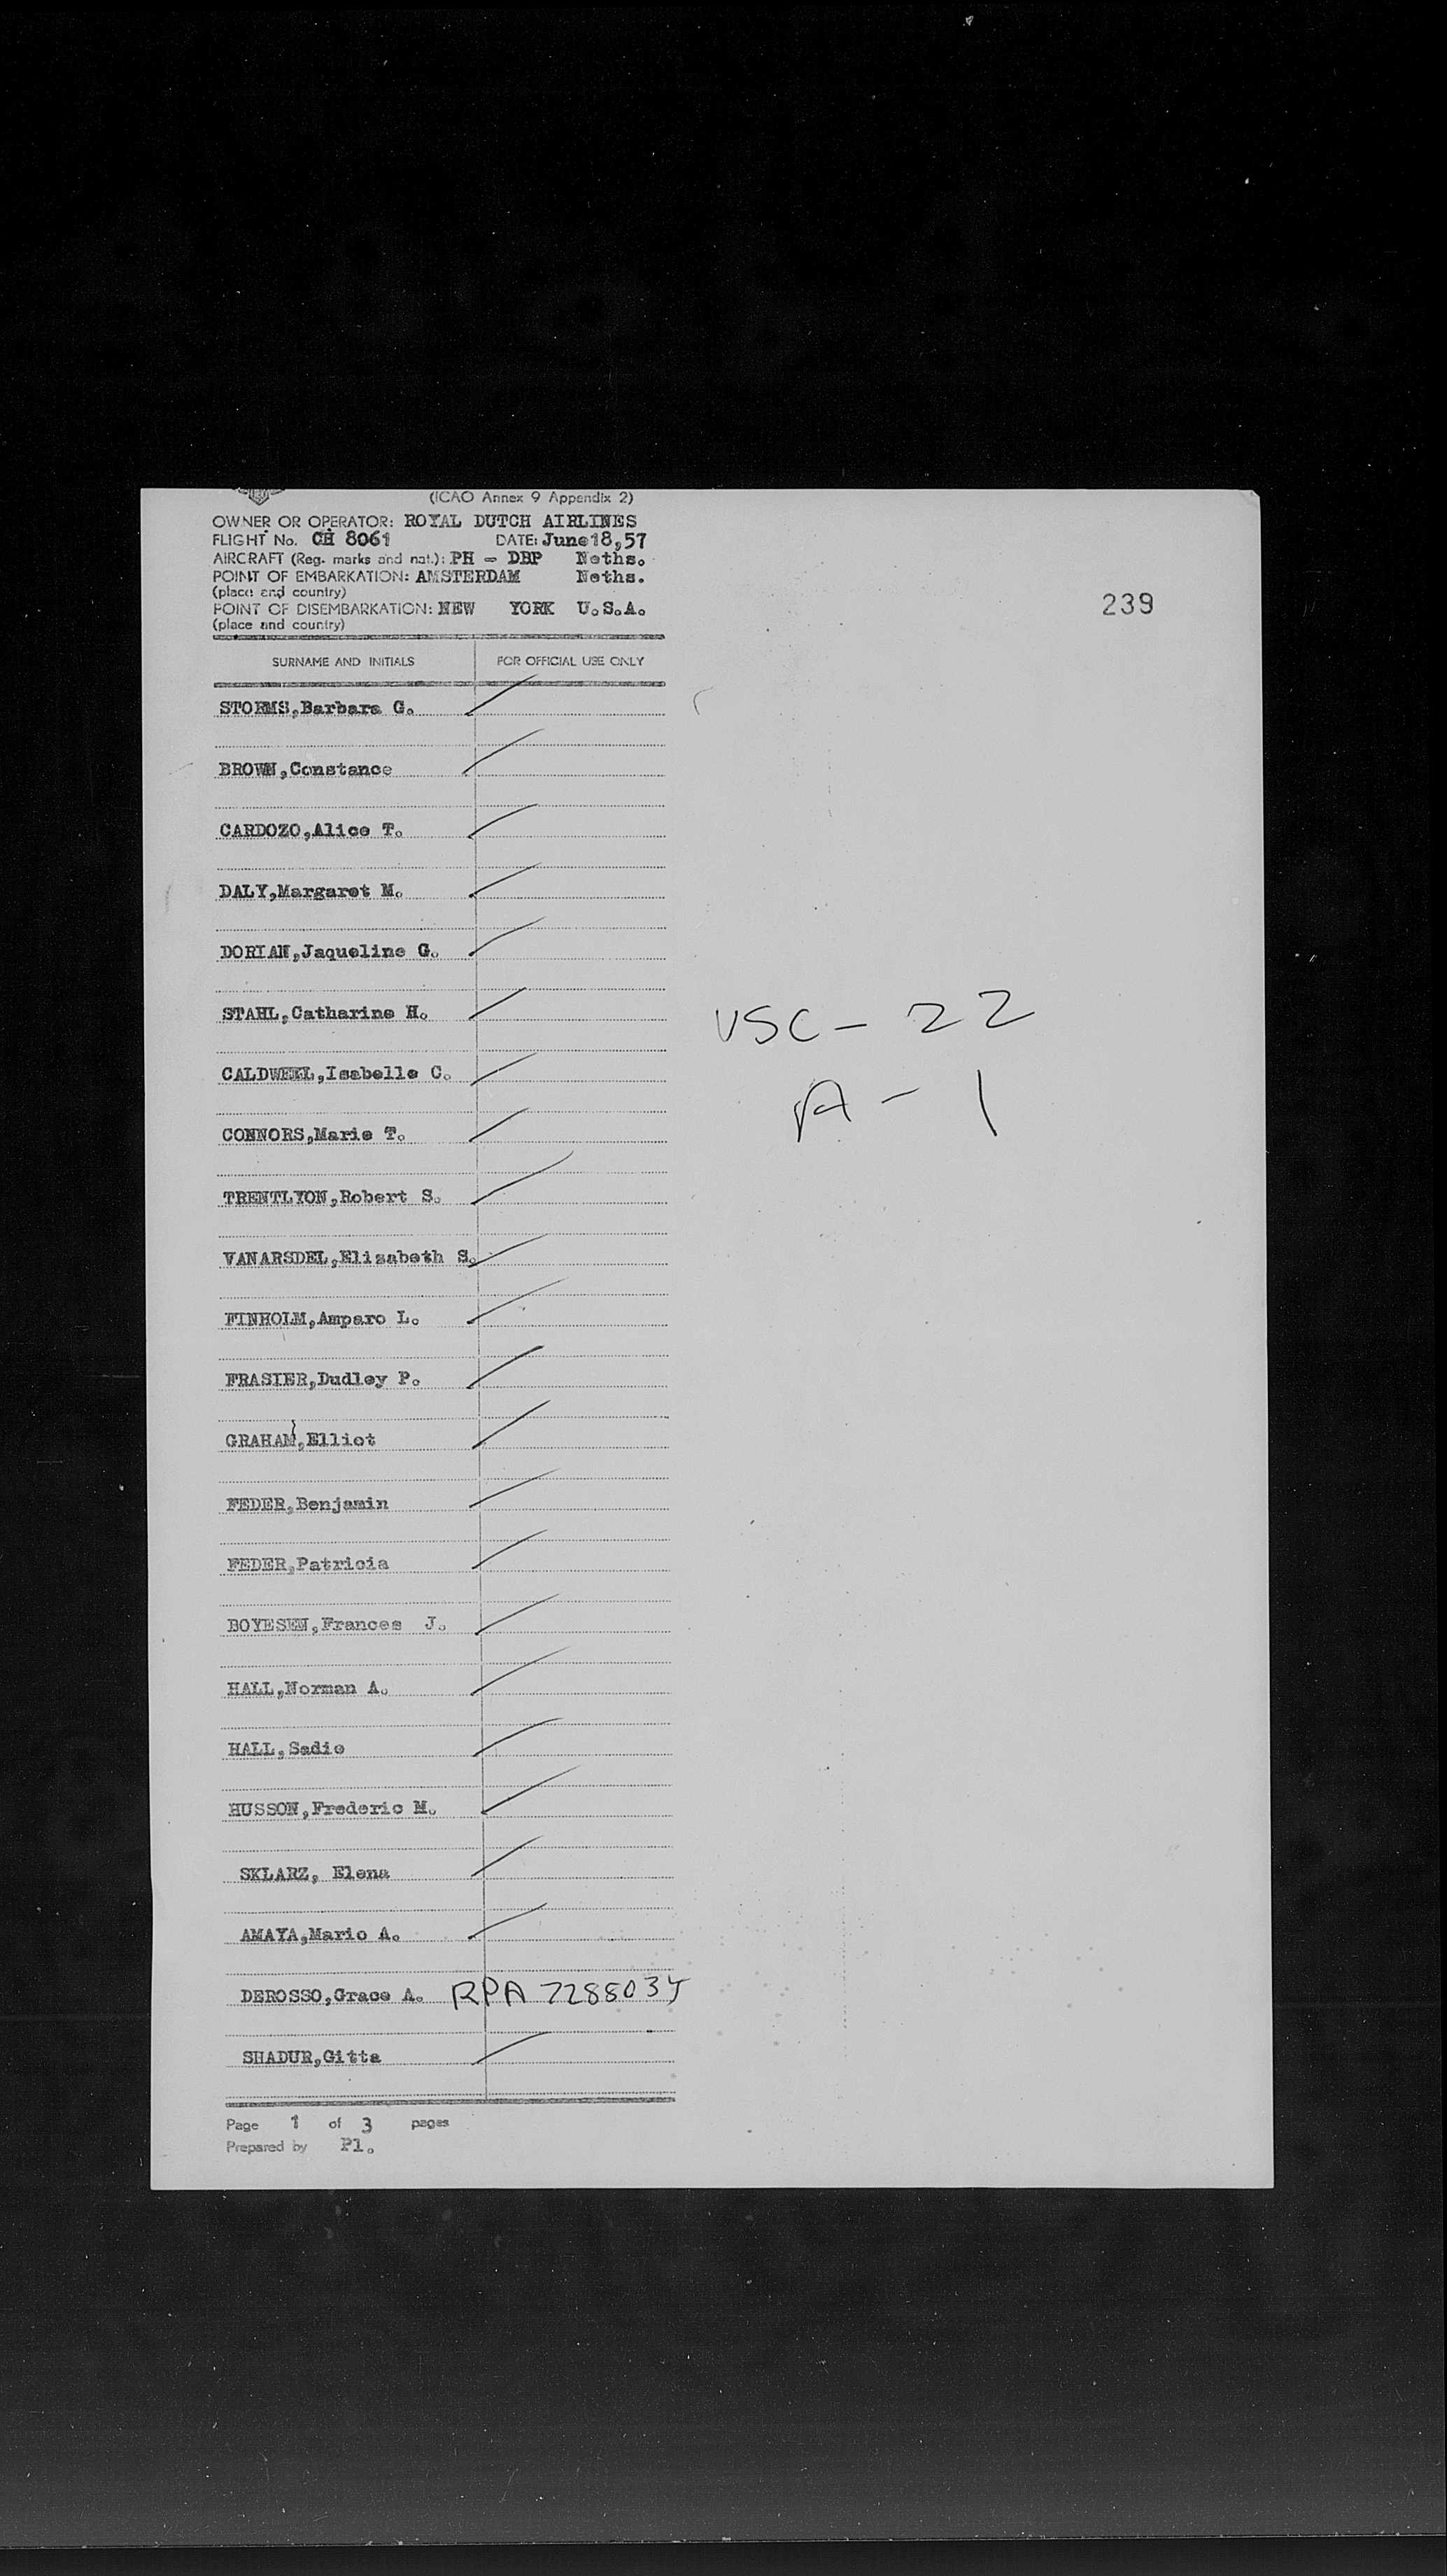 (ICAO Annex 9 Appendix 2)
OWNER OR OPERATOR: ROYAL DUTCH AIRLINES
FLIGHT No. CH 8061 DATE: June18,57
AIRCRAFT (Reg. marks and nat.): PH - DBP Neths.
POINT OF EMBARKATION: AMSTERDAM Neths.
(place and country)
POINT OF DISEMBARKATION: NEW YORK U.S.A.
(place and country)
239
SURNAME AND INITIALS FOR OFFICIAL USE ONLY
STORMS,Barbara G.
BROWN,Constance
CARDOZO,Alice T.
DALY,Margaret M.
DORIAN,Jaqueline G.
STAHL,Catharine H.
USC - 22
CALDWELL,Isabelle C.
A - 1
CONNORS,Marie T.
TRENTLYON,Robert S.
VANARSDEL,Elizabeth S.
FINHOLM,Amparo L.
FRASIER,Dudley P.
GRAHAM,Elliot
FEDER,Benjamin
FEDER,Patricia
BOYESEN,Frances J.
HALL,Norman A.
HALL,Sadie
HUSSON,Frederic M.
SKLARZ, Elena
AMAYA,Mario A.
DEROSSO,Grace A. RPA
SHADUR,Gitta
Page 1 of 3 pages
Prepared by Pl.